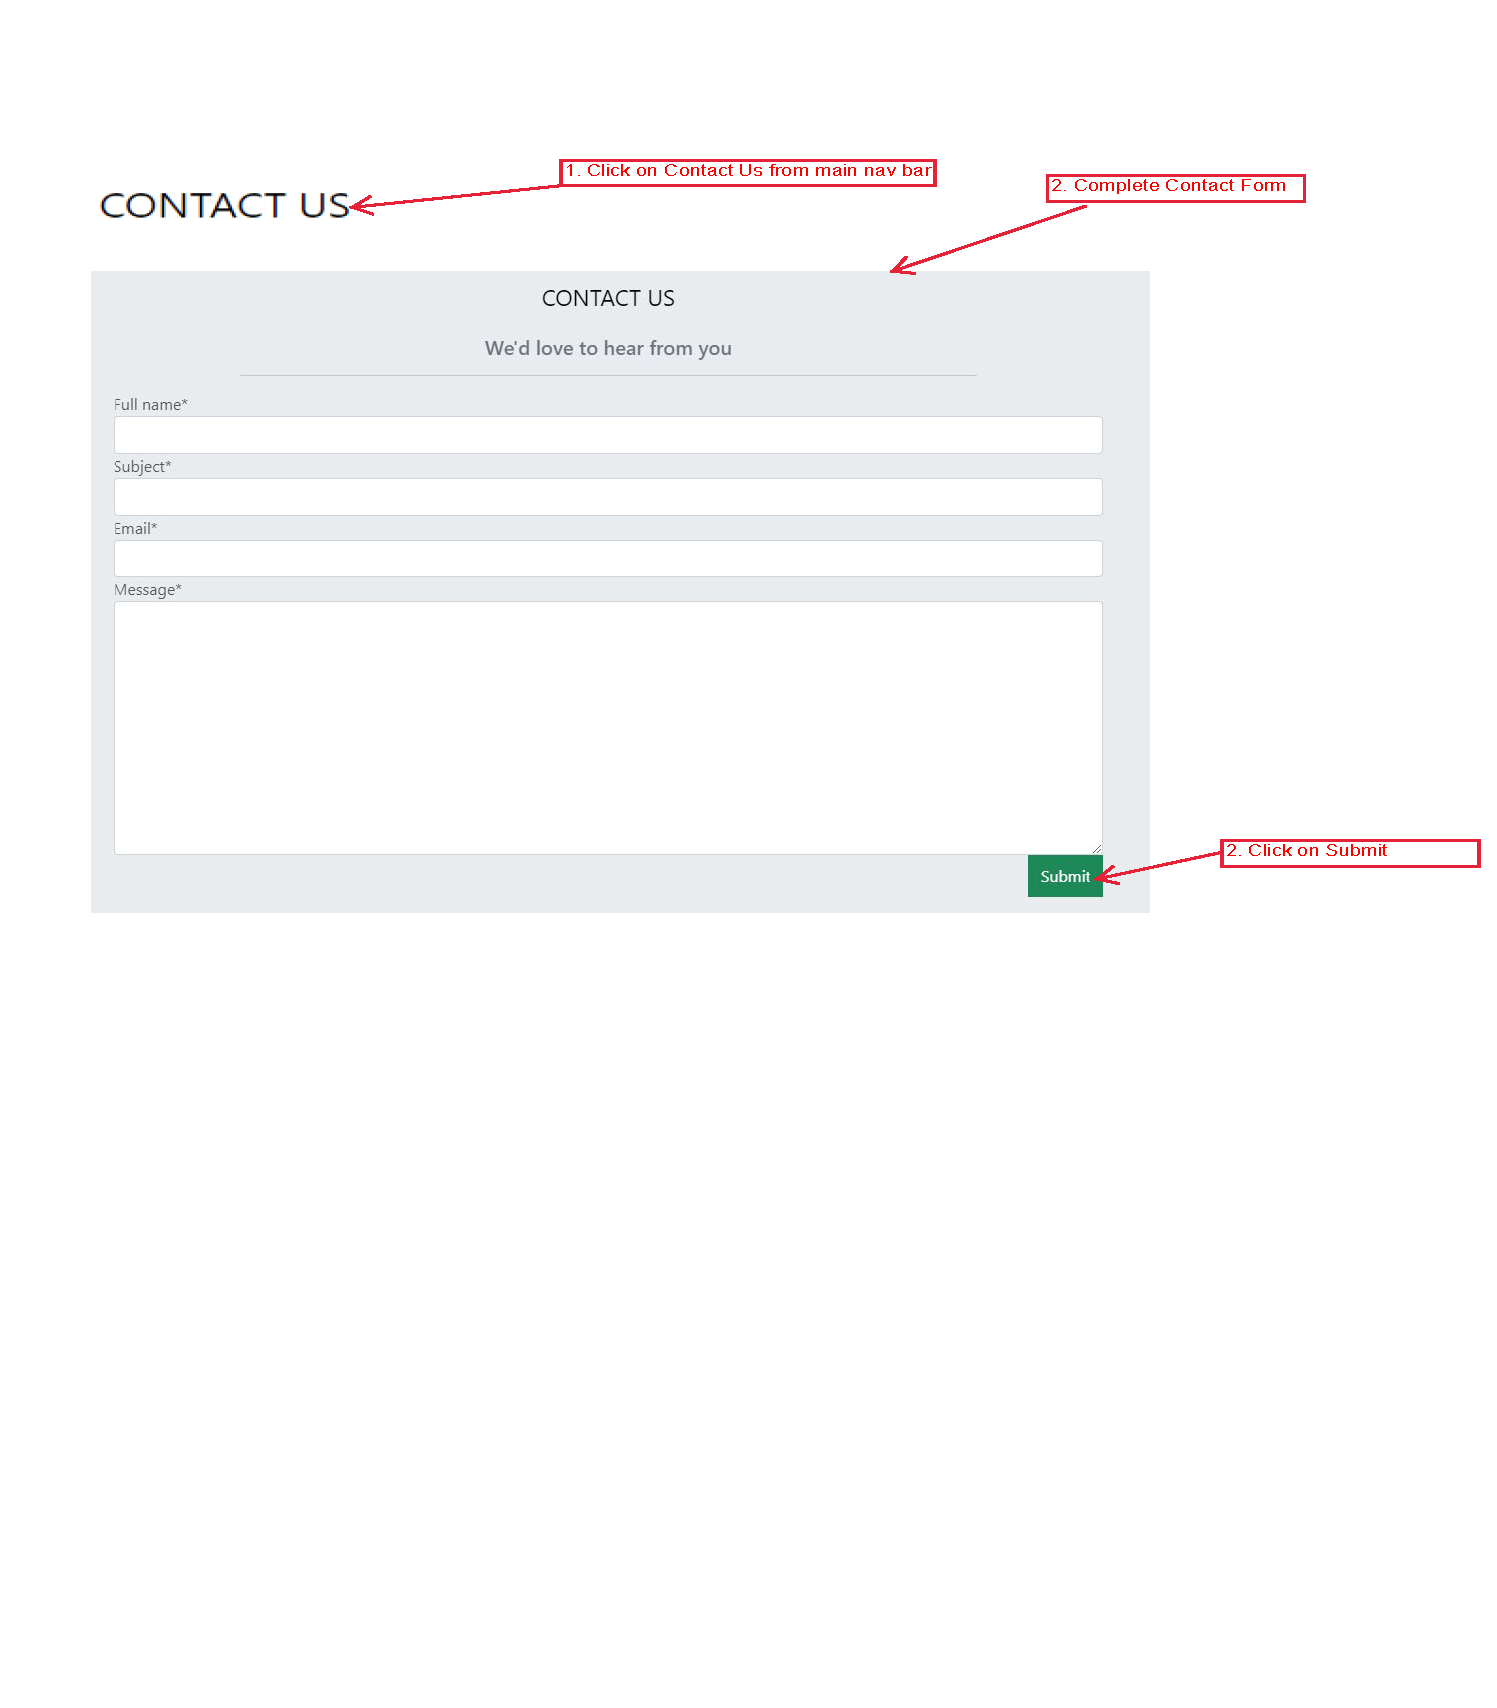 1. Click on Contact Us from main nav bar
2. Complete Contact Form
CONTACT US
CONTACT US
We'd love to hear from you
Full name*
Subject*
Email*
Message*
2. Click on Submit
Submit